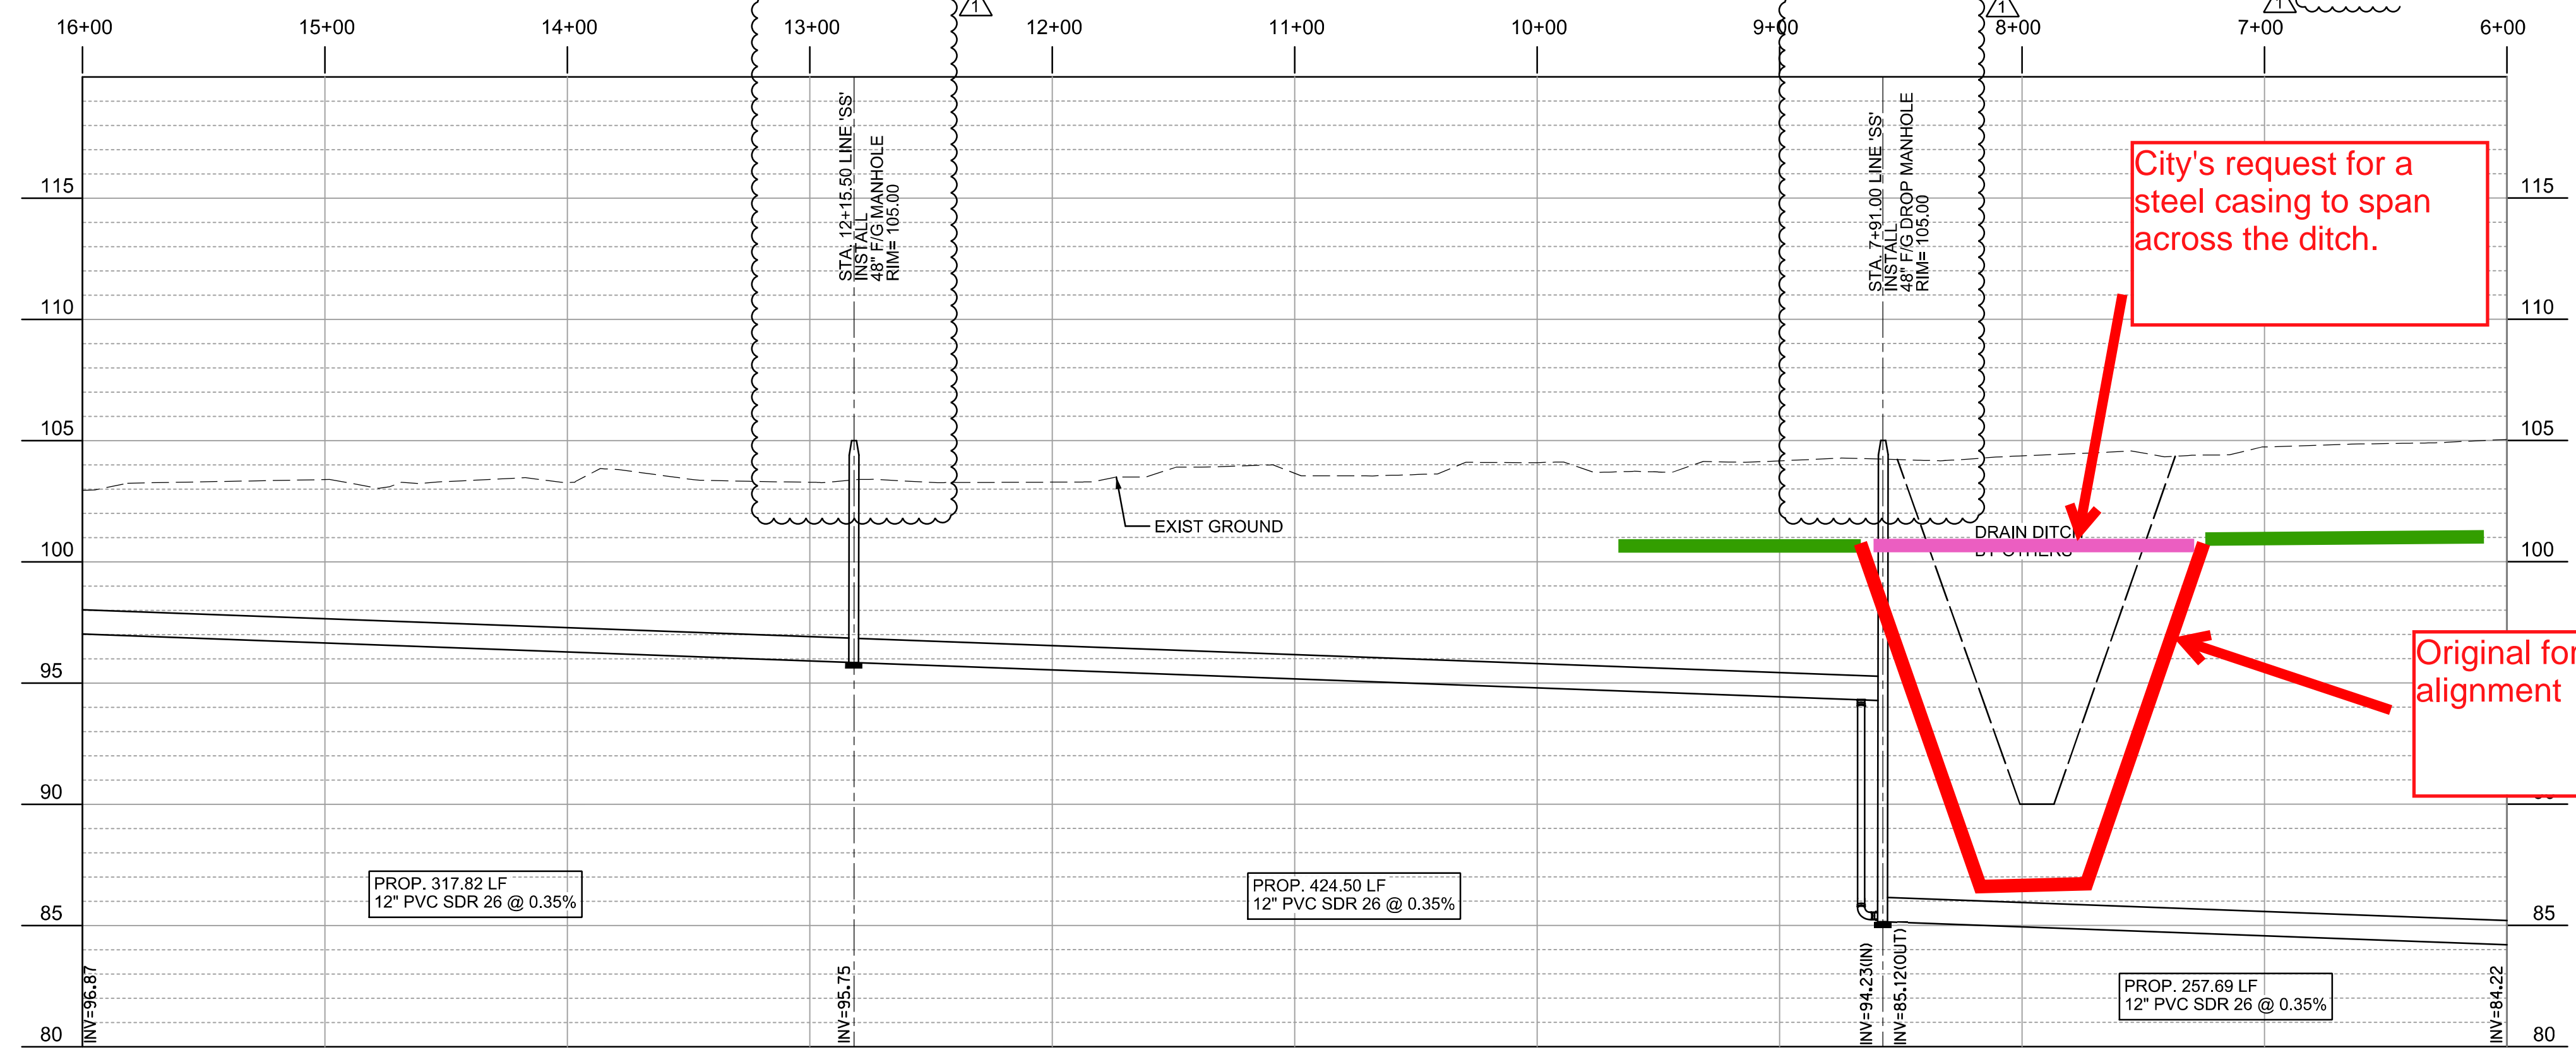 1
1
1
16+00
15+00
14+00
13+00
12+00
11+00
10+00
9+00
8+00
7+00
6+00
STA. 12+15.50 LINE 'SS'
INSTALL
48" F/G MANHOLE
RIM= 105.00
STA. 7+91.00 LINE 'SS'
INSTALL
48" F/G DROP MANHOLE
RIM= 105.00
City's request for a
steel casing to span
across the ditch.
115
115
110
110
105
105
EXIST GROUND
DRAIN DITCH
BY OTHERS
100
100
95
Original for
alignment
90
PROP. 317.82 LF
12" PVC SDR 26 @ 0.35%
PROP. 424.50 LF
12" PVC SDR 26 @ 0.35%
85
85
INV=96.87
INV=95.75
INV=94.23(IN)
INV=85.12(OUT)
PROP. 257.69 LF
12" PVC SDR 26 @ 0.35%
INV=84.22
80
80